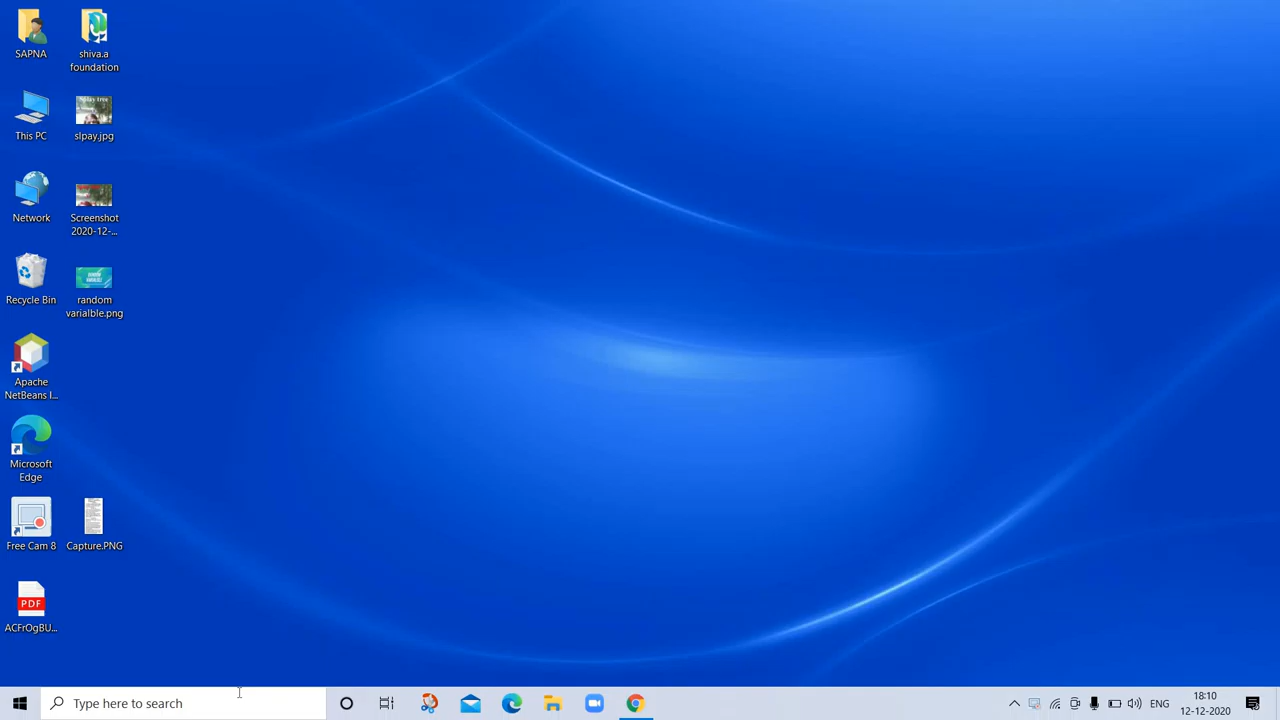 SAPNA
shiva.a
foundation
This PC
slpay.jpg
Network
Screenshot
2020-12-...
Recycle Bin
random
varialble.png
Apache
NetBeans I...
Microsoft
Edge
Free Cam 8
Capture.PNG
PDF
ACFrOgBU...
Type here to search
ENG
18:10
12-12-2020